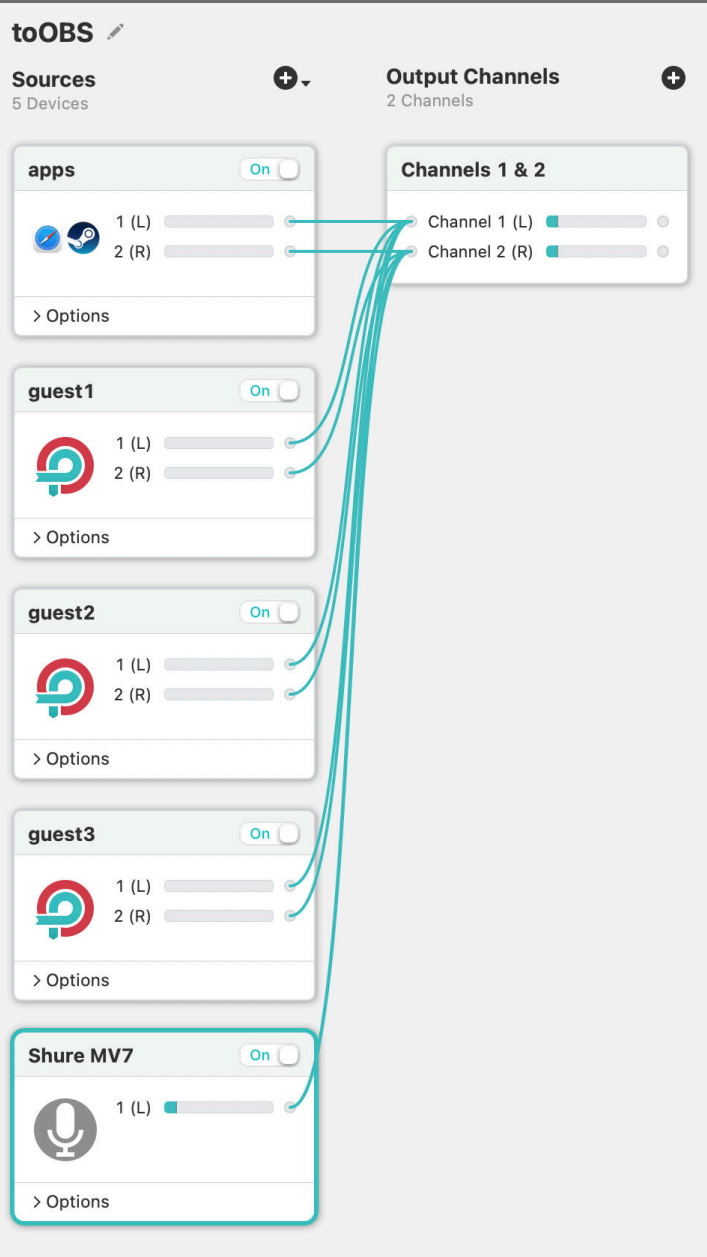 toOBS
Sources
5 Devices
Output Channels
2 Channels
apps On
1 (L)
2 (R)
> Options
Channels 1 & 2
Channel 1 (L)
Channel 2 (R)
guest1 On
1 (L)
2 (R)
> Options
guest2 On
1 (L)
2 (R)
> Options
guest3 On
1 (L)
2 (R)
> Options
Shure MV7 On
1 (L)
> Options